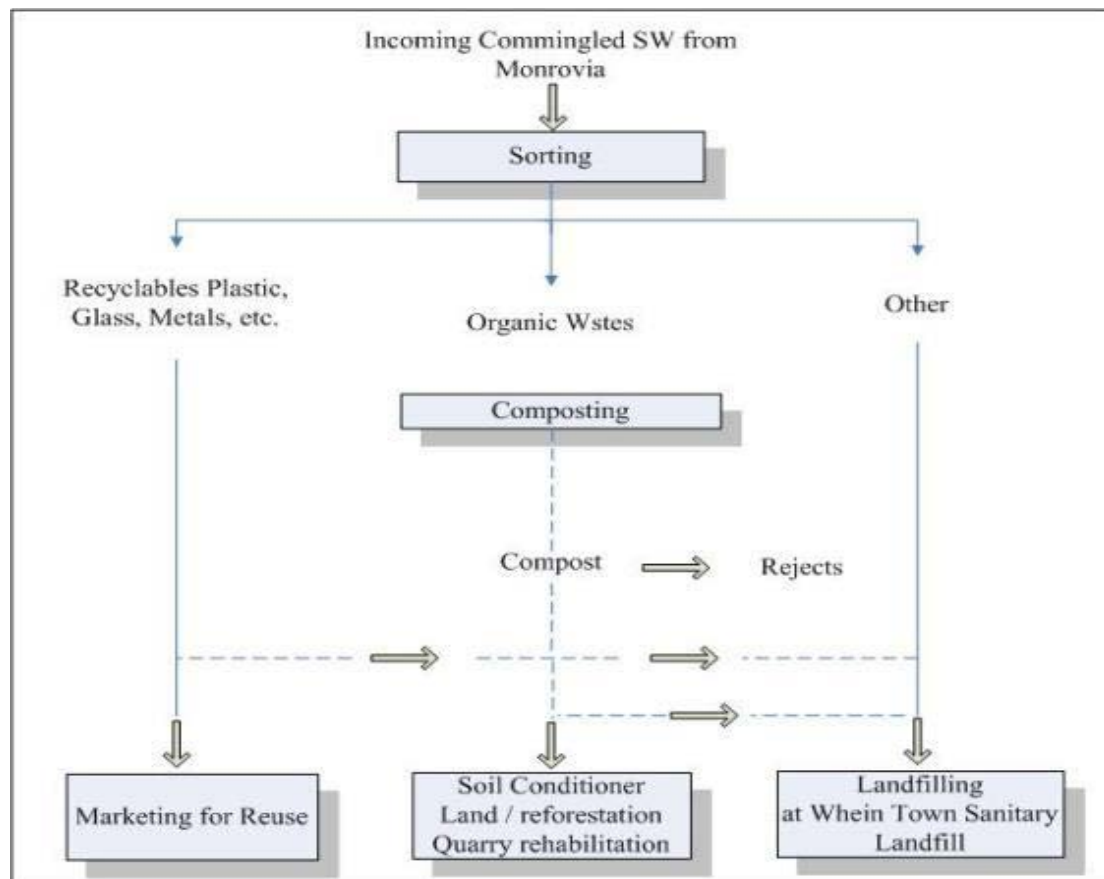 Incoming Commingled SW from
Monrovia
Sorting
Recyclables Plastic,
Glass, Metals, etc.
Organic Wstes
Other
Composting
Compost
Rejects
Marketing for Reuse
Soil Conditioner
Land / reforestation
Quarry rehabilitation
Landfilling
at Whein Town Sanitary
Landfill